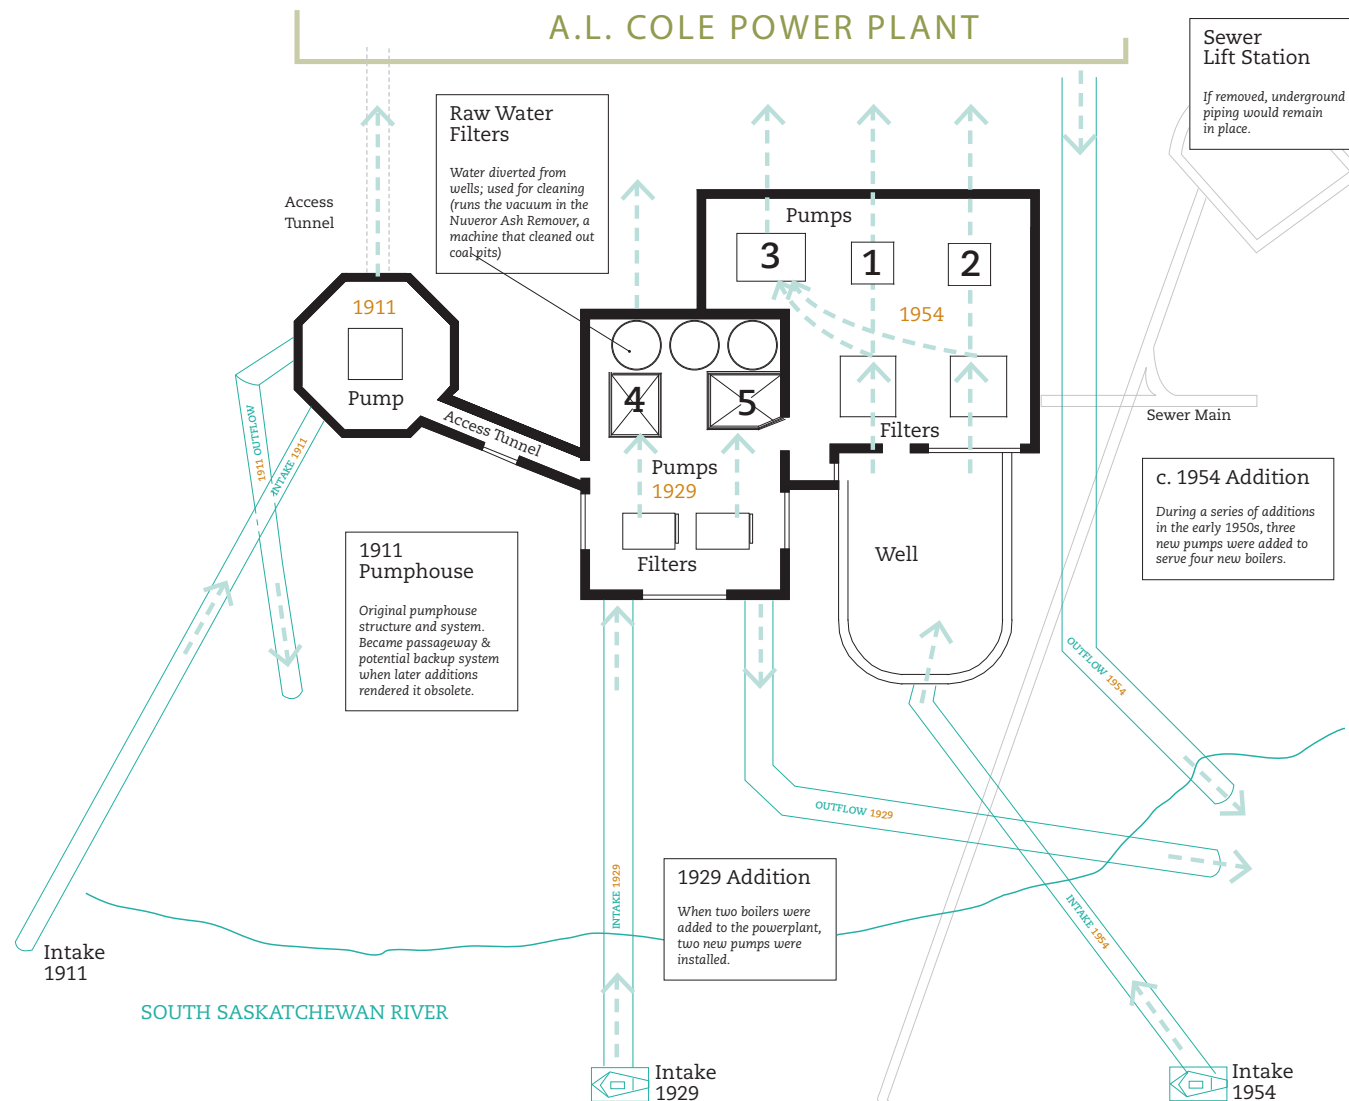 A.L. COLE POWER PLANT
Sewer
Lift Station
If removed, underground
piping would remain
in place.
Raw Water
Filters
Water diverted from
wells; used for cleaning
(runs the vacuum in the
Nuveror Ash Remover, a
machine that cleaned out
coal pits)
Access
Tunnel
Pumps
3
1
2
1911
1954
Pump
4
5
Access Tunnel
Filters
Sewer Main
1911 OUTFLOW
INTAKE 1911
Pumps
1929
c. 1954 Addition
During a series of additions
in the early 1950s, three
new pumps were added to
serve four new boilers.
1911
Pumphouse
Original pumphouse
structure and system.
Became passageway &
potential backup system
when later additions
rendered it obsolete.
Well
Filters
OUTFLOW 1954
OUTFLOW 1929
1929 Addition
When two boilers were
added to the powerplant,
two new pumps were
installed.
INTAKE 1929
INTAKE 1954
Intake
1911
SOUTH SASKATCHEWAN RIVER
Intake
1929
Intake
1954